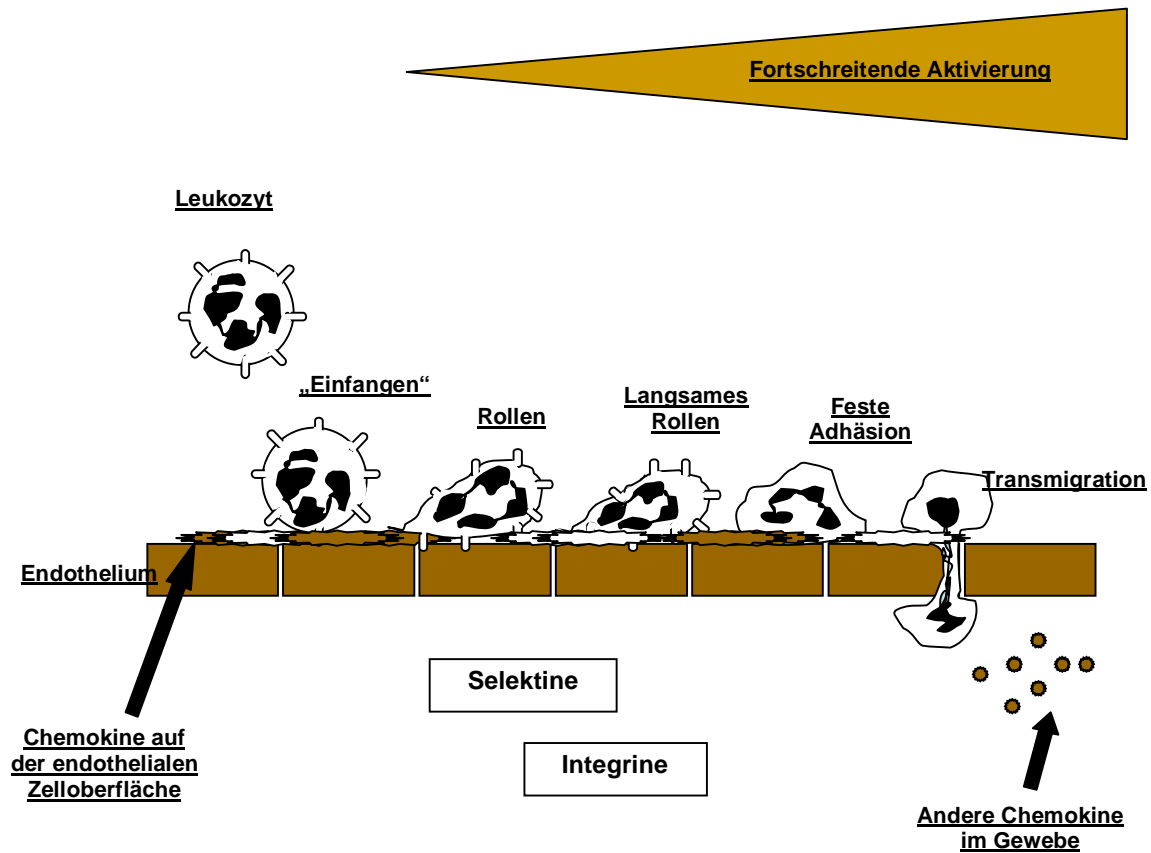 Fortschreitende Aktivierung
Leukozyt
„Einfangen“
Rollen
Langsames
Rollen
Feste
Adhäsion
Transmigration
Endothelium
Selektine
Integrine
Chemokine auf
der endothelialen
Zelloberfläche
Andere Chemokine
im Gewebe